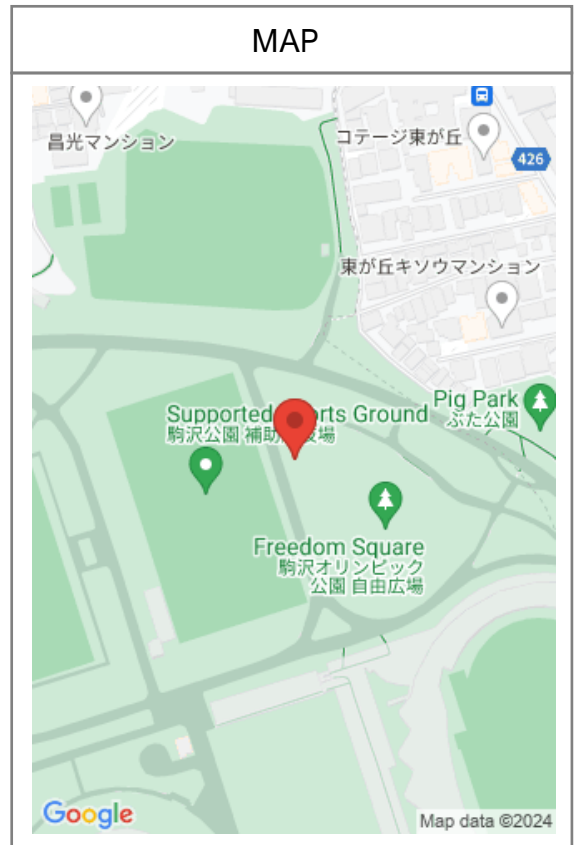 MAP
昌光マンション
コテージ東が丘
426
東が丘キソウマンション
Pig Park
ぶた公園
Supported
rts Ground
駒沢公園 補助
技場
Freedom Square
駒沢オリンピック
公園 自由広場
Google
Map data ©2024